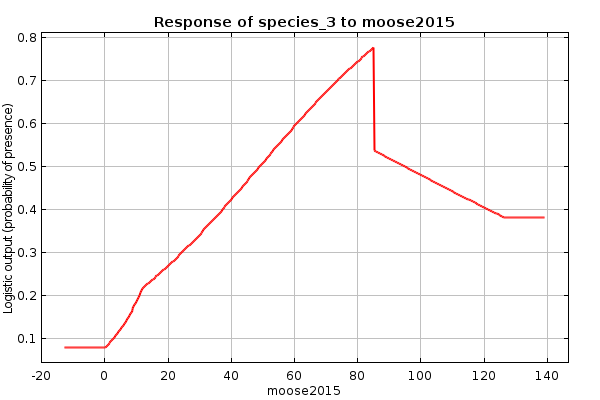 Response of species_3 to moose2015
Logistic output (probability of presence)
0.8
0.7
0.6
0.5
0.4
0.3
0.2
0.1
-20 0 20 40 60 80 100 120 140
moose2015